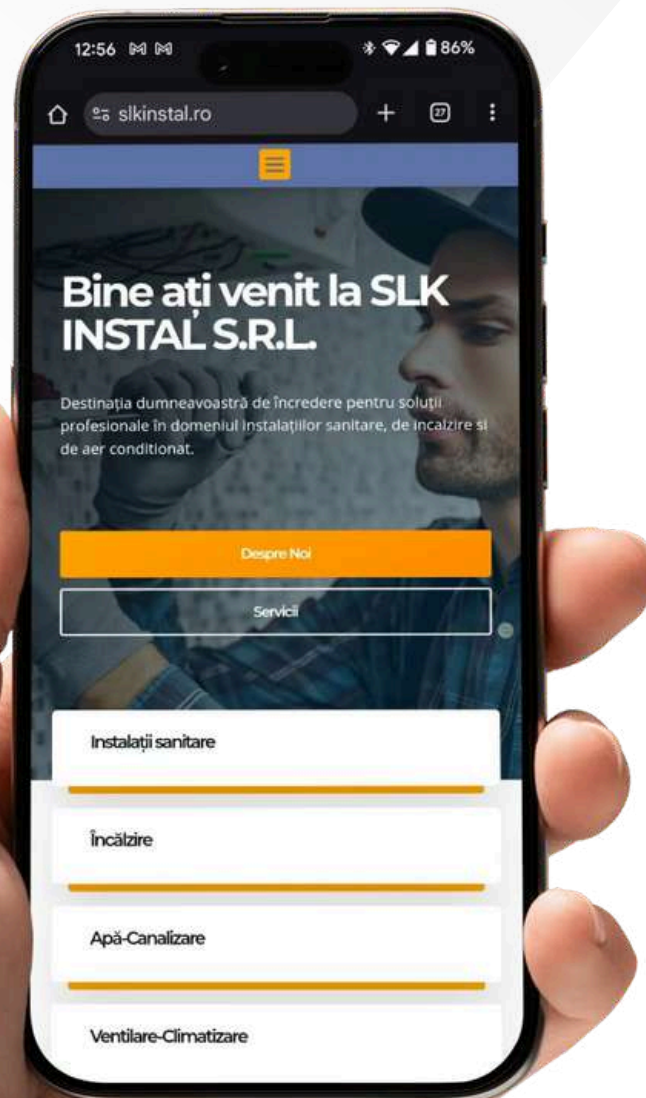 12:56 86%
slkinstal.ro 27
Bine ați venit la SLK
INSTAL S.R.L.
Destinația dumneavoastră de încredere pentru soluții
profesionale în domeniul instalațiilor sanitare, de incalzire si
de aer conditionat.
Despre Noi
Servicii
Instalații sanitare
Încălzire
Apă-Canalizare
Ventilare-Climatizare